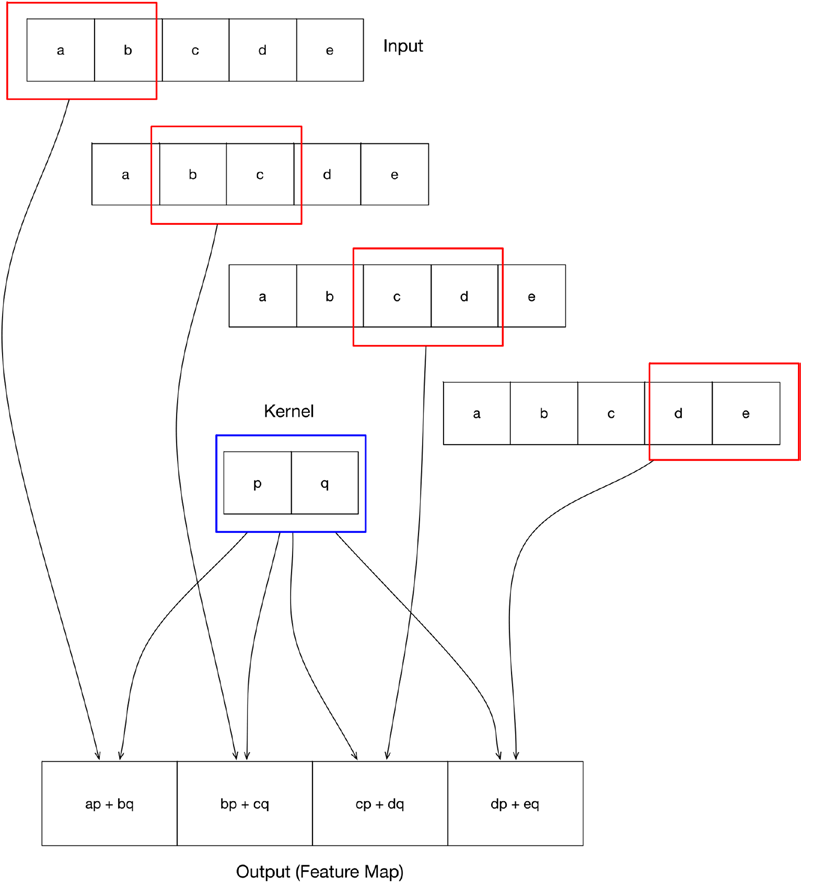 a b c d e Input
a b c d e
a b c d e
a b c d e
Kernel
p q
ap + bq bp + cq cp + dq dp + eq
Output (Feature Map)